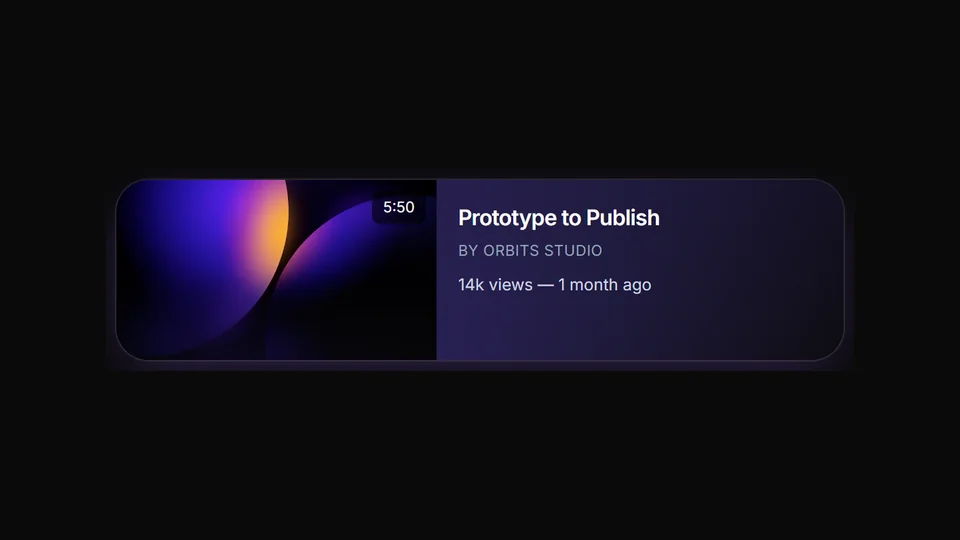 5:50
Prototype to Publish
BY ORBITS STUDIO
14k views — 1 month ago